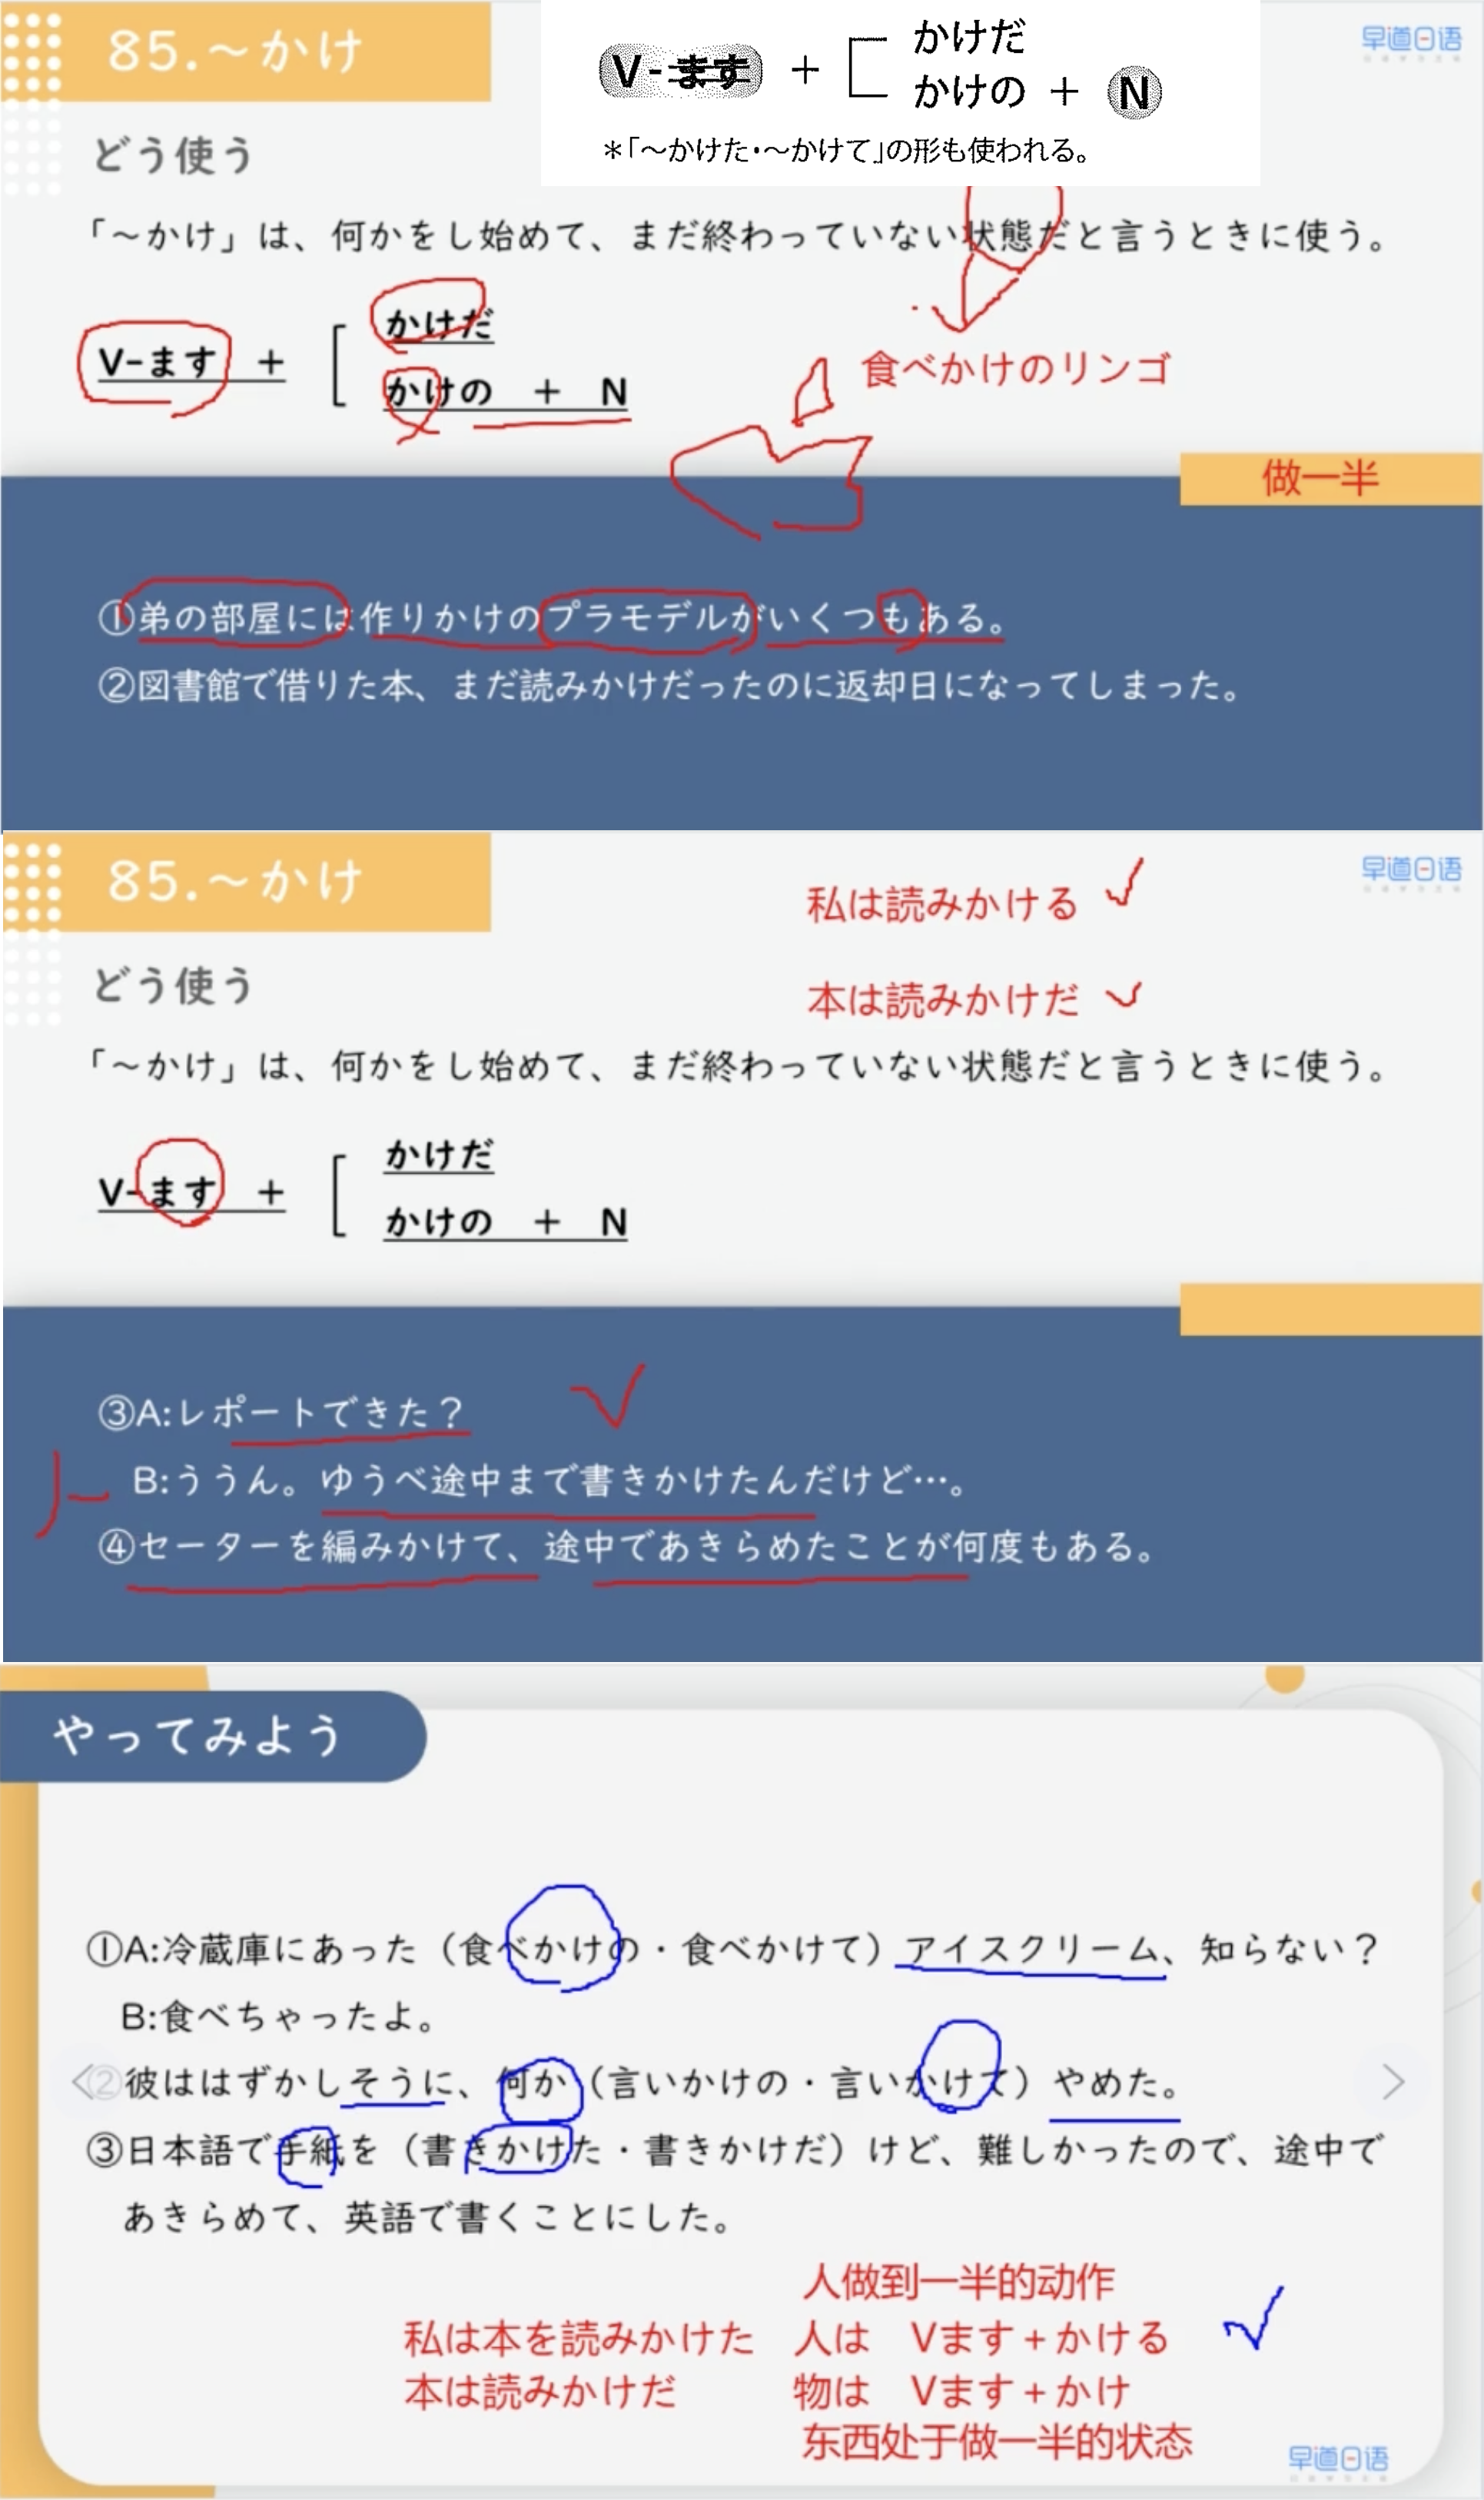 85.～かけ
V-ます + かけだ
かけの + N
＊「～かけた・～かけて」の形も使われる。
早道日语
どう使う
「～かけ」は、何かをし始めて、まだ終わっていない状態だと言うときに使う。
V-ます + かけだ
かけの + N
食べかけのリンゴ
做一半
①弟の部屋には作りかけのプラモデルがいくつもある。
②図書館で借りた本、まだ読みかけだったのに返却日になってしまった。
85.～かけ
私は読みかける
早道日语
本は読みかけだ
どう使う
「～かけ」は、何かをし始めて、まだ終わっていない状態だと言うときに使う。
V-ます + かけだ
かけの + N
③A:レポートできた？
B:ううん。ゆうべ途中まで書きかけたんだけど…。
④セーターを編みかけて、途中であきらめたことが何度もある。
やってみよう
①A:冷蔵庫にあった（食べかけの・食べかけて）アイスクリーム、知らない？
B:食べちゃったよ。
②彼ははずかしそうに、何か（言いかけの・言いかけて）やめた。
③日本語で手紙を（書きかけた・書きかけだ）けど、難しかったので、途中で
あきらめて、英語で書くことにした。
人做到一半的动作
私は本を読みかけた 人は Vます+かける
本は読みかけだ 物は Vます+かけ
东西处于做一半的状态
早道日语